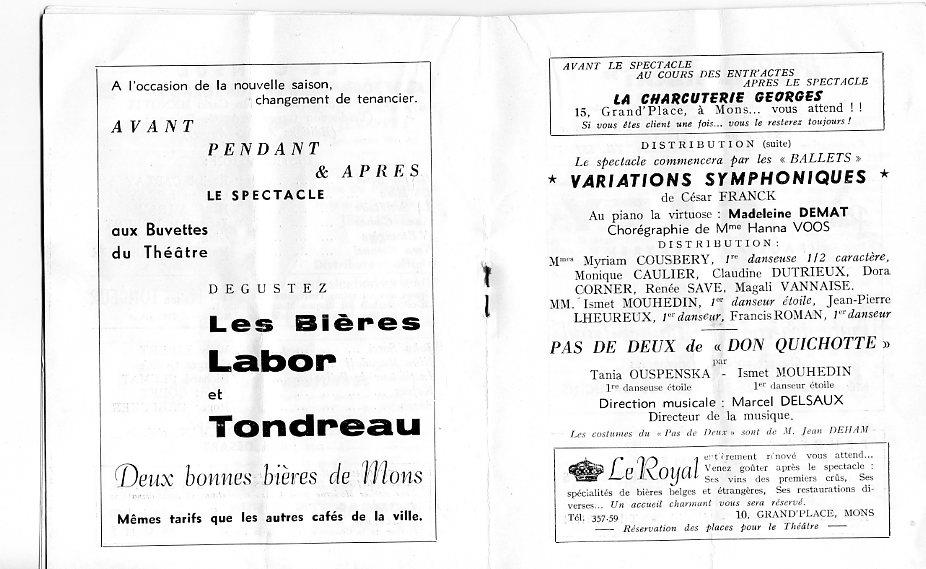 A l'occasion de la nouvelle saison,
changement de tenancier.
AVANT
PENDANT
& APRES
LE SPECTACLE
aux Buvettes
du Théâtre
DEGUSTEZ
Les Bières
Labor
et
Tondreau
Deux bonnes bières de Mons
Mêmes tarifs que les autres cafés de la ville.
AVANT LE SPECTACLE
AU COURS DES ENTR'ACTES
APRES LE SPECTACLE
LA CHARCUTERIE GEORGES
15, Grand'Place, à Mons... vous attend ! !
Si vous êtes client une fois... vous le resterez toujours !
DISTRIBUTION (suite)
Le spectacle commencera par les « BALLETS »
★ VARIATIONS SYMPHONIQUES ★
de César FRANCK
Au piano la virtuose : Madeleine DEMAT
Chorégraphie de Mme Hanna VOOS
DISTRIBUTION :
Mmes Myriam COUSBERY, 1re danseuse 1/2 caractère,
Monique CAULIER, Claudine DUTRIEUX, Dora
CORNER, Renée SAVE, Magali VANNAISE.
MM. Ismet MOUHEDIN, 1er danseur étoile, Jean-Pierre
LHEUREUX, 1er danseur, Francis ROMAN, 1er danseur
PAS DE DEUX de « DON QUICHOTTE »
par
Tania OUSPENSKA - Ismet MOUHEDIN
1re danseuse étoile 1er danseur étoile
Direction musicale : Marcel DELSAUX
Directeur de la musique.
Les costumes du « Pas de Deux » sont de M. Jean DEHAM
Le Royal entièrement rénové vous attend...
Venez goûter après le spectacle :
Ses vins des premiers crûs, Ses
spécialités de bières belges et étrangères, Ses restaurations di-
verses... Un accueil charmant vous sera réservé.
Tél. 357-59 10, GRAND'PLACE, MONS
— Réservation des places pour le Théâtre —